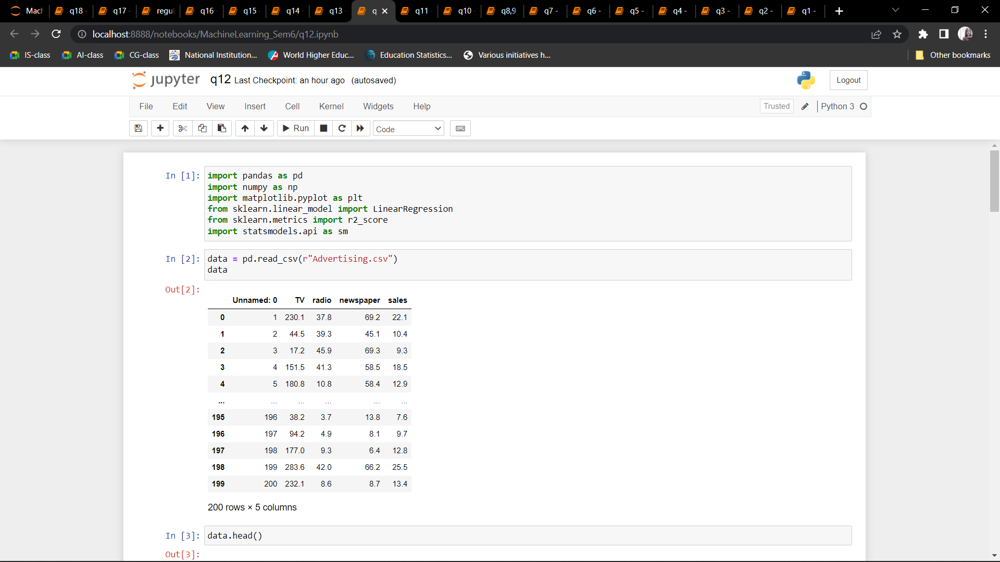 Mach q18 - q17 - regul q16 - q15 - q14 - q13 - q q11 - q10 - q8,9 q7 - q6 - q5 - q4 - q3 - q2 - q1 -
localhost:8888/notebooks/MachineLearning_Sem6/q12.ipynb
IS-class AI-class CG-class National Institution... World Higher Educ... Education Statistics... Various initiatives h... Other bookmarks
jupyter q12 Last Checkpoint: an hour ago (autosaved) Logout
File Edit View Insert Cell Kernel Widgets Help Trusted Python 3
Run Code
In [1]: import pandas as pd
import numpy as np
import matplotlib.pyplot as plt
from sklearn.linear_model import LinearRegression
from sklearn.metrics import r2_score
import statsmodels.api as sm
In [2]: data = pd.read_csv(r"Advertising.csv")
data
Out[2]:
Unnamed: 0 TV radio newspaper sales
0 1 230.1 37.8 69.2 22.1
1 2 44.5 39.3 45.1 10.4
2 3 17.2 45.9 69.3 9.3
3 4 151.5 41.3 58.5 18.5
4 5 180.8 10.8 58.4 12.9
... ... ... ... ... ...
195 196 38.2 3.7 13.8 7.6
196 197 94.2 4.9 8.1 9.7
197 198 177.0 9.3 6.4 12.8
198 199 283.6 42.0 66.2 25.5
199 200 232.1 8.6 8.7 13.4
200 rows × 5 columns
In [3]: data.head()
Out[3]: